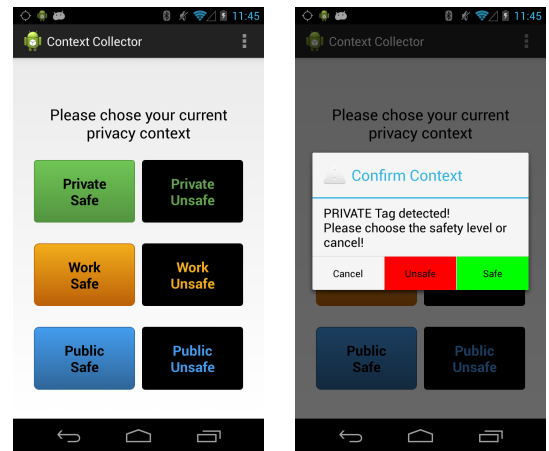 11:45
Context Collector
Please chose your current
privacy context
Private
Safe
Private
Unsafe
Work
Safe
Work
Unsafe
Public
Safe
Public
Unsafe
11:45
Context Collector
Please chose your current
privacy context
Confirm Context
PRIVATE Tag detected!
Please choose the safety level or
cancel!
Cancel
Unsafe
Safe
Public
Safe
Public
Unsafe